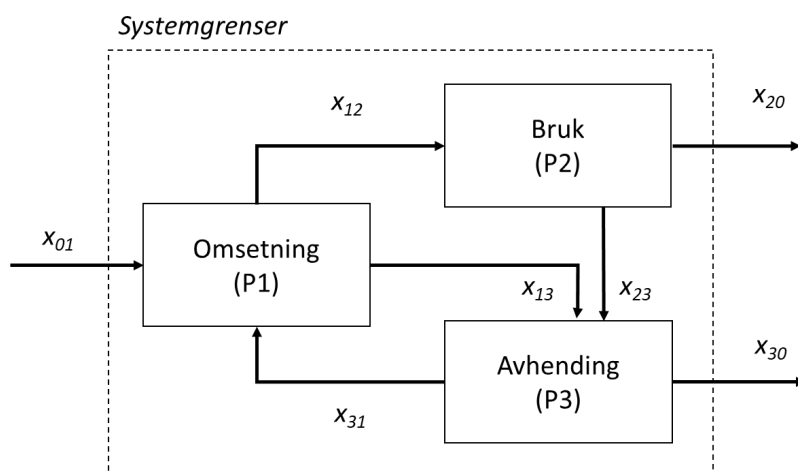 Systemgrenser
x12
x20
Bruk
(P2)
x01
Omsetning
(P1)
x13
x23
x30
Avhending
(P3)
x31